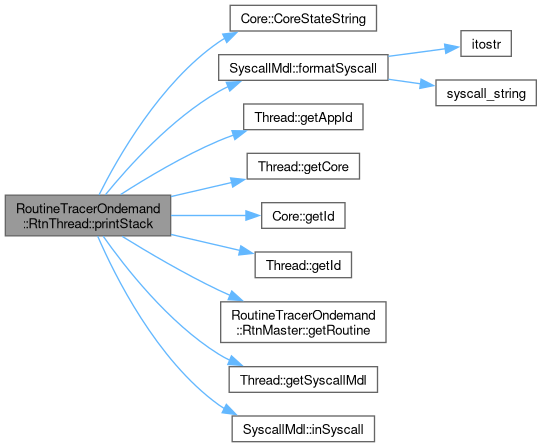 RoutineTracerOndemand
::RtnThread::printStack
Core::CoreStateString
SyscallMdl::formatSyscall
itostr
syscall_string
Thread::getAppId
Thread::getCore
Core::getId
Thread::getId
RoutineTracerOndemand
::RtnMaster::getRoutine
Thread::getSyscallMdl
SyscallMdl::inSyscall